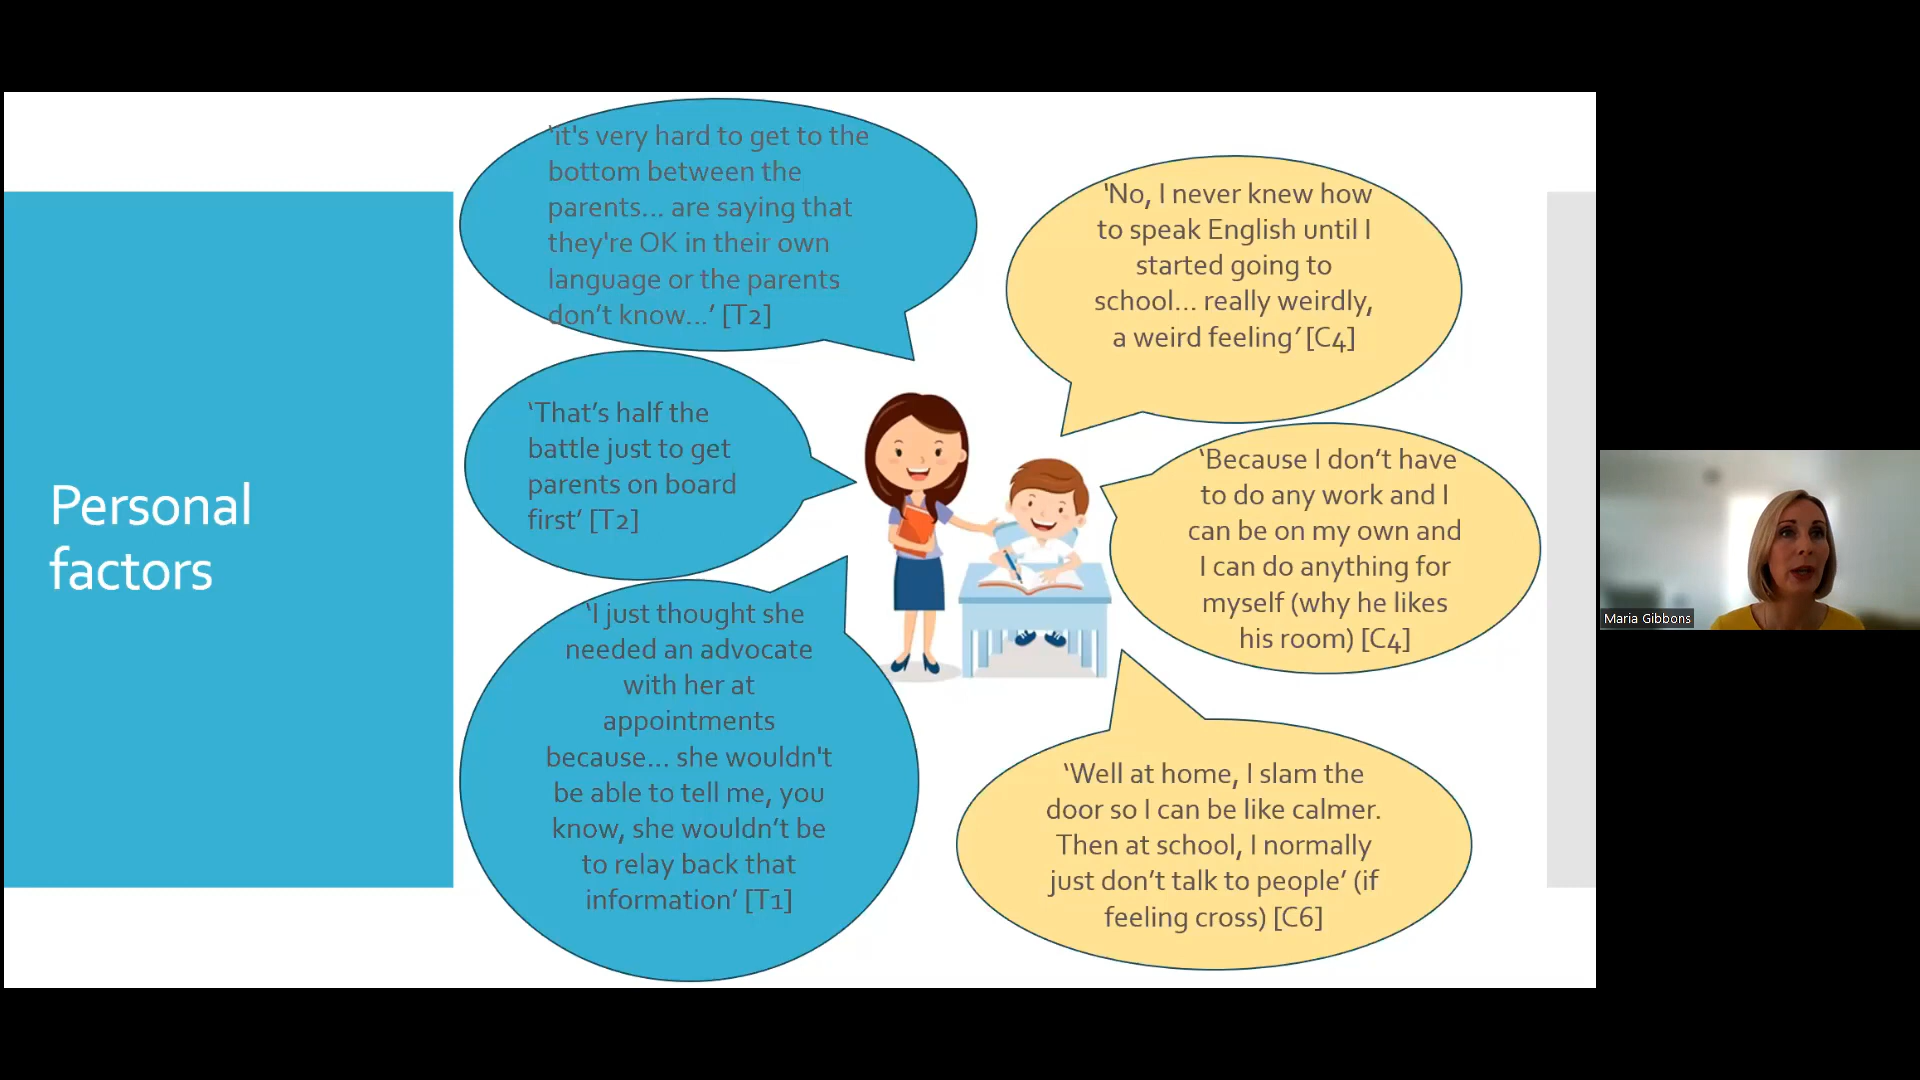 Personal
factors
'it's very hard to get to the
bottom between the
parents... are saying that
they're OK in their own
language or the parents
don't know...' [T2]
'That's half the
battle just to get
parents on board
first' [T2]
'I just thought she
needed an advocate
with her at
appointments
because... she wouldn't
be able to tell me, you
know, she wouldn't be
to relay back that
information' [T1]
'No, I never knew how
to speak English until I
started going to
school... really weirdly,
a weird feeling' [C4]
'Because I don't have
to do any work and I
can be on my own and
I can do anything for
myself (why he likes
his room) [C4]
'Well at home, I slam the
door so I can be like calmer.
Then at school, I normally
just don't talk to people' (if
feeling cross) [C6]
Maria Gibbons